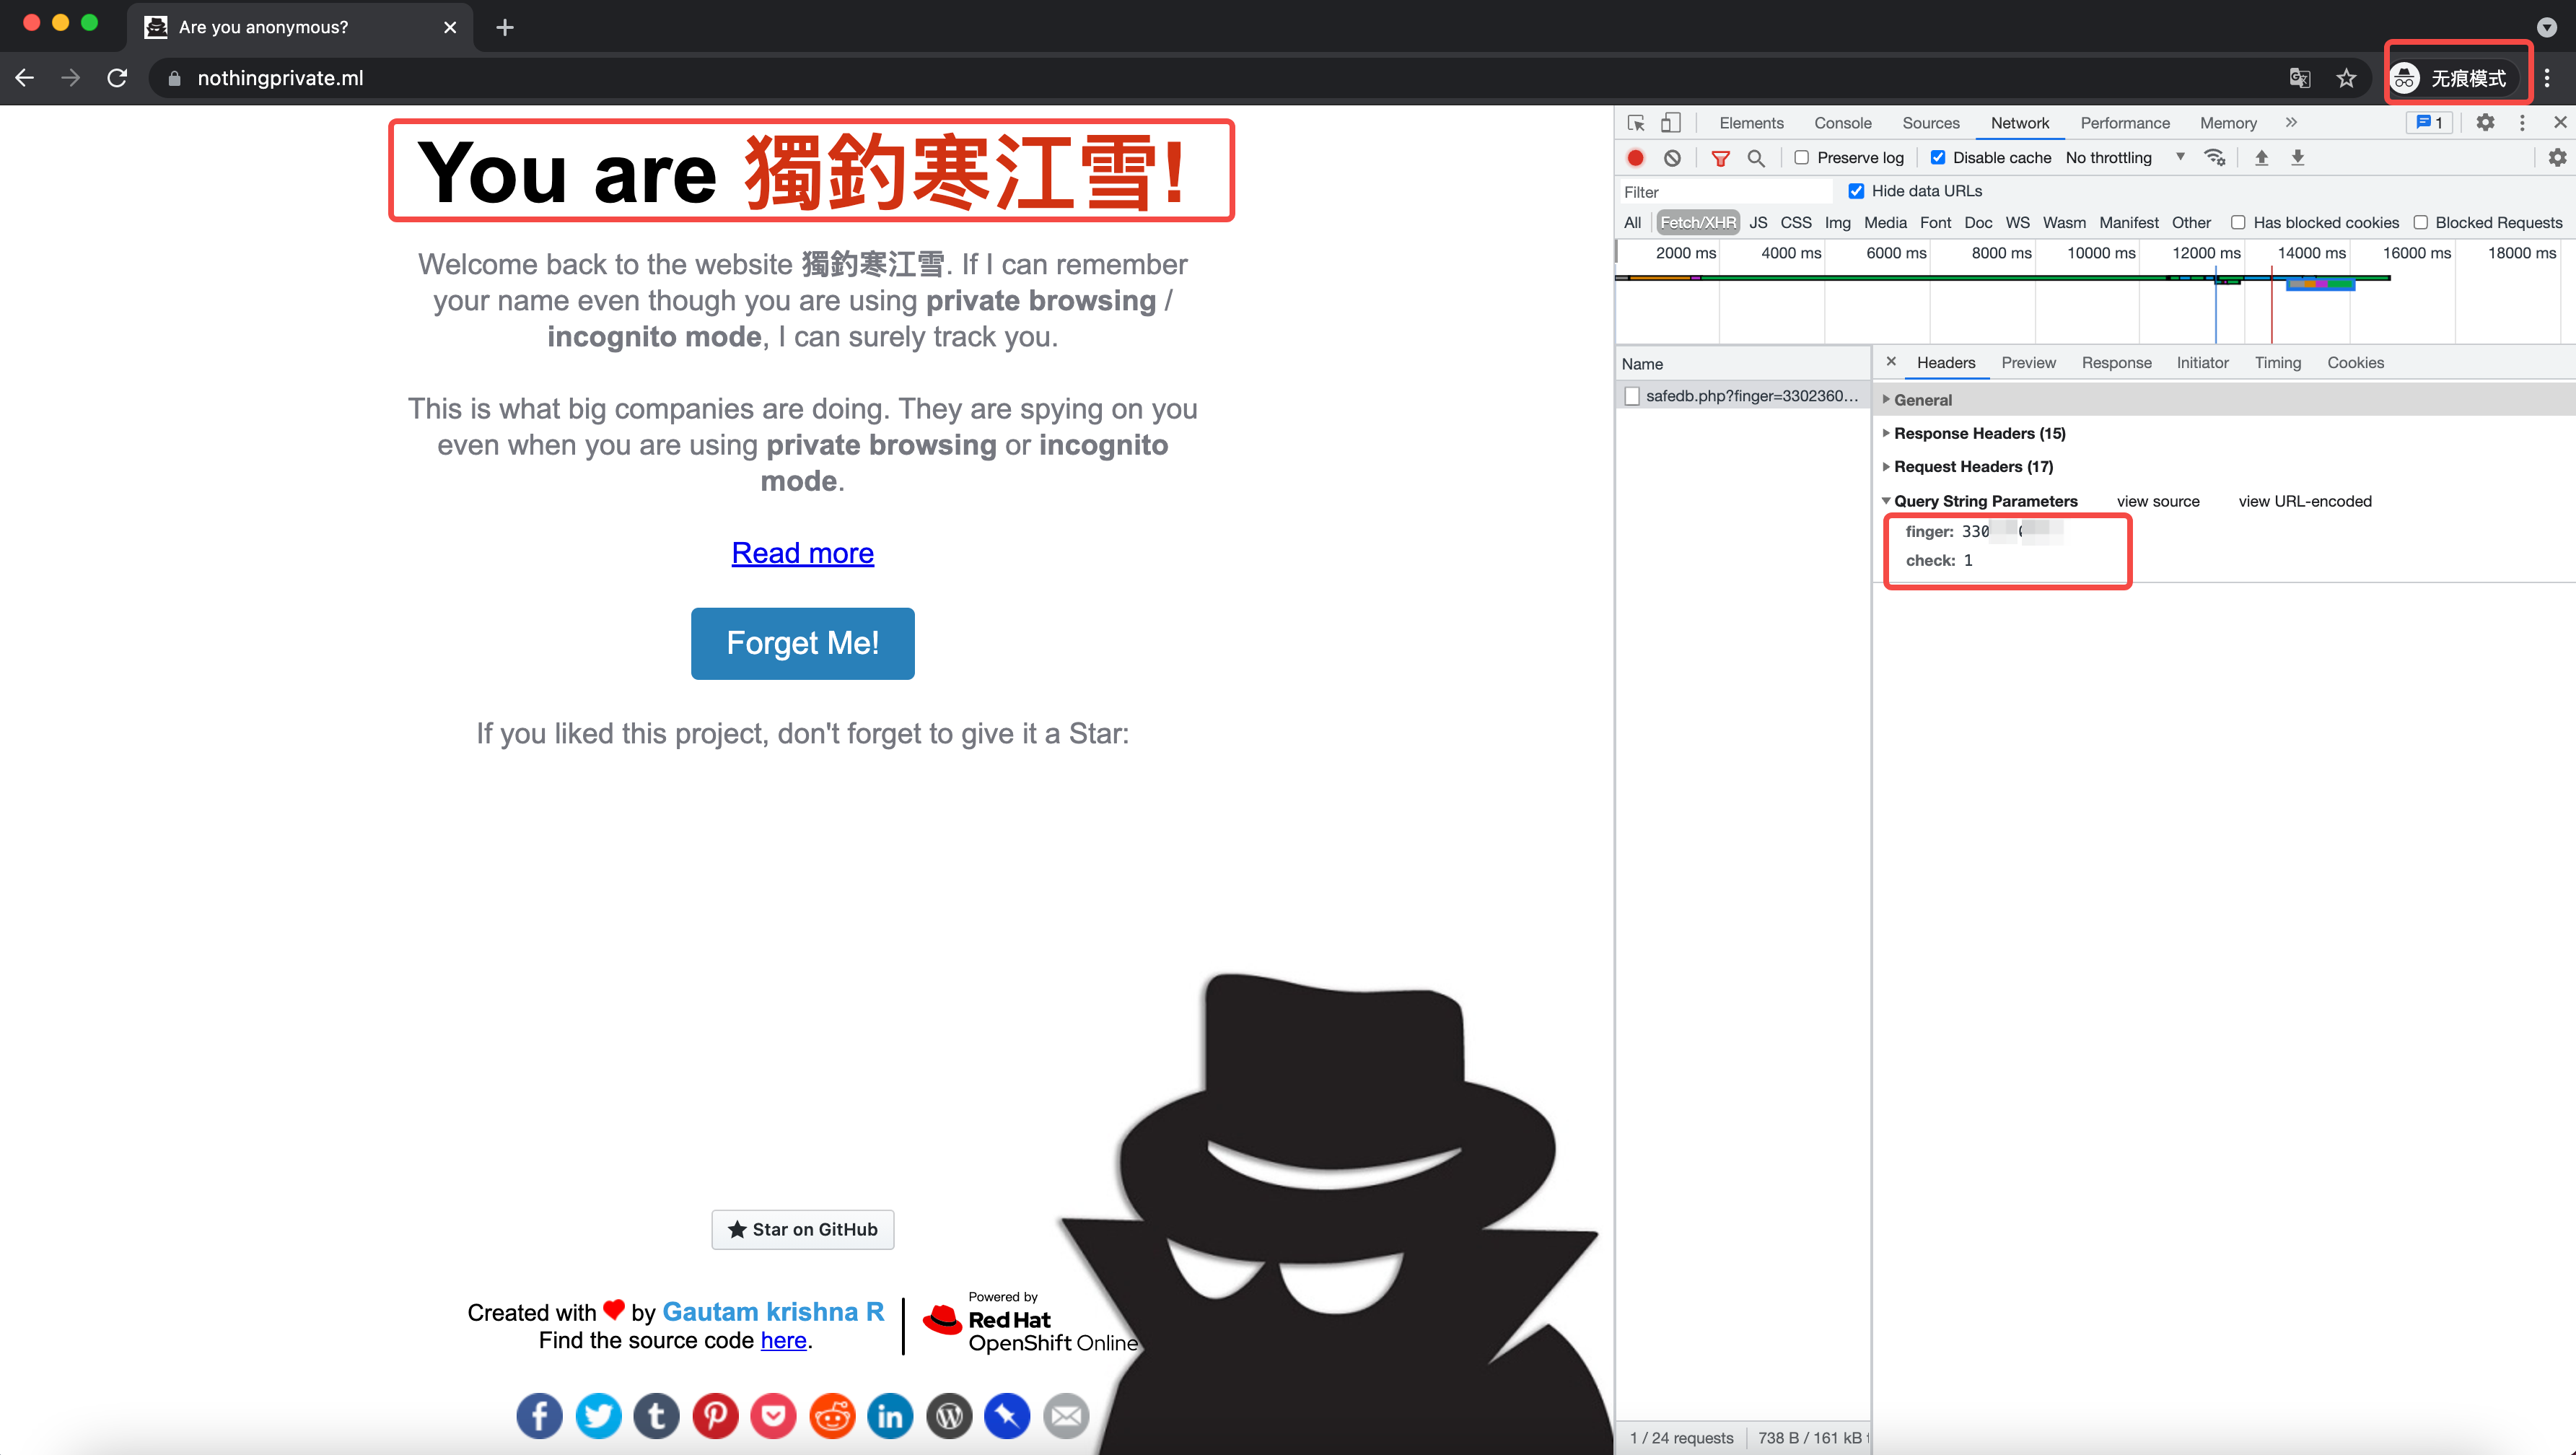 Are you anonymous?
nothingprivate.ml
无痕模式
You are 獨釣寒江雪!
Welcome back to the website 獨釣寒江雪. If I can remember
your name even though you are using private browsing /
incognito mode, I can surely track you.
This is what big companies are doing. They are spying on you
even when you are using private browsing or incognito
mode.
Read more
Forget Me!
If you liked this project, don't forget to give it a Star:
Star on GitHub
Created with by Gautam krishna R
Find the source code here.
Powered by
Red Hat
OpenShift Online
Elements Console Sources Network Performance Memory 1
Preserve log Disable cache No throttling
Filter Hide data URLs
All Fetch/XHR JS CSS Img Media Font Doc WS Wasm Manifest Other Has blocked cookies Blocked Requests
2000 ms 4000 ms 6000 ms 8000 ms 10000 ms 12000 ms 14000 ms 16000 ms 18000 ms
Name
safedb.php?finger=3302360...
Headers Preview Response Initiator Timing Cookies
General
Response Headers (15)
Request Headers (17)
Query String Parameters view source view URL-encoded
finger: 330
check: 1
1 / 24 requests 738 B / 161 kB